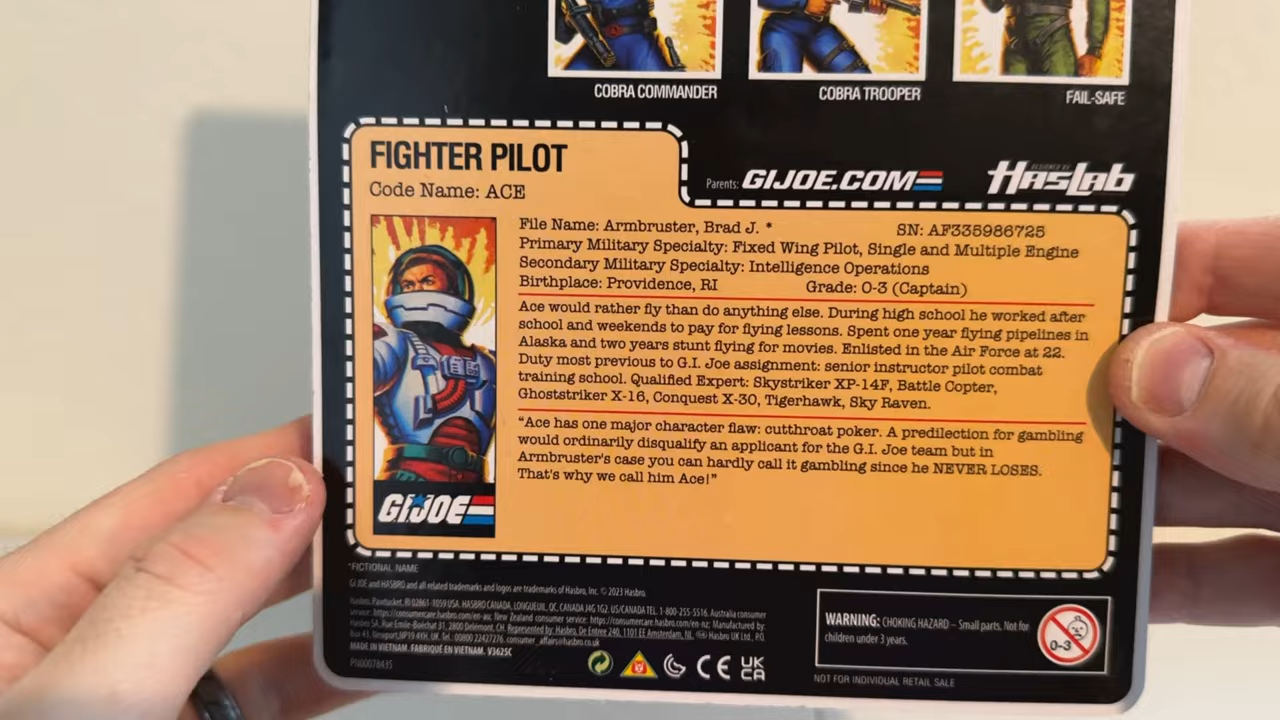 COBRA COMMANDER
COBRA TROOPER
FAIL-SAFE
FIGHTER PILOT
Code Name: ACE
Parents: GIJOE.COM
DESIGNED BY
HASLAB
File Name: Armbruster, Brad J. * SN: AF335986725
Primary Military Specialty: Fixed Wing Pilot, Single and Multiple Engine
Secondary Military Specialty: Intelligence Operations
Birthplace: Providence, RI Grade: O-3 (Captain)
Ace would rather fly than do anything else. During high school he worked after
school and weekends to pay for flying lessons. Spent one year flying pipelines in
Alaska and two years stunt flying for movies. Enlisted in the Air Force at 22.
Duty most previous to G.I. Joe assignment: senior instructor pilot combat
training school. Qualified Expert: Skystriker XP-14F, Battle Copter,
Ghoststriker X-16, Conquest X-30, Tigerhawk, Sky Raven.
"Ace has one major character flaw: cutthroat poker. A predilection for gambling
would ordinarily disqualify an applicant for the G.I. Joe team but in
Armbruster's case you can hardly call it gambling since he NEVER LOSES.
That's why we call him Ace!"
GIJOE
*FICTIONAL NAME
GI JOE and HASBRO and all related trademarks and logos are trademarks of Hasbro, Inc. © 2023 Hasbro.
Hasbro, Pawtucket, RI 02861-1059 USA. HASBRO CANADA, LONGUEUIL, QC, CANADA J4G 1G2. US/CANADA TEL. 1-800-255-5516. Australia consumer
service: https://consumercare.hasbro.com/en-au; New Zealand consumer service: https://consumercare.hasbro.com/en-nz; Manufactured by:
Hasbro SA, Rue Emile-Boéchat 31, 2800 Delémont, CH. Represented by: Hasbro, De Entree 240, 1101 EE Amsterdam, NL. Hasbro UK Ltd., P.O.
Box 43, Newport, NP19 4YH, UK. Tel.: 00800 22427276. consumer_affairs@hasbro.co.uk
MADE IN VIETNAM. FABRIQUÉ EN VIETNAM. V3625C
PN00078435
CE
UK
CA
WARNING: CHOKING HAZARD – Small parts. Not for
children under 3 years.
0-3
NOT FOR INDIVIDUAL RETAIL SALE